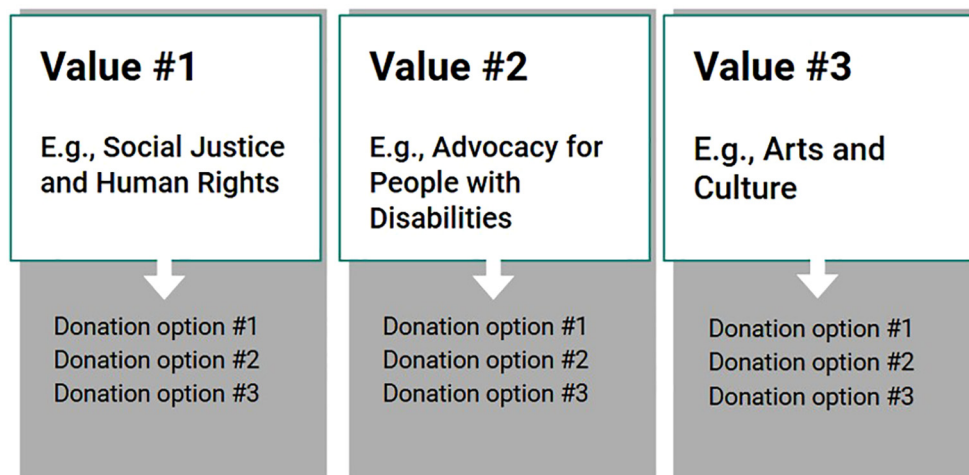 Value #1
E.g., Social Justice
and Human Rights
Donation option #1
Donation option #2
Donation option #3
Value #2
E.g., Advocacy for
People with
Disabilities
Donation option #1
Donation option #2
Donation option #3
Value #3
E.g., Arts and
Culture
Donation option #1
Donation option #2
Donation option #3